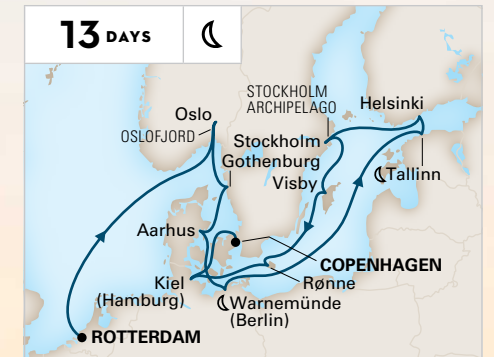 13 DAYS
STOCKHOLM
ARCHIPELAGO
Helsinki
Oslo
OSLOFJORD
Stockholm
Gothenburg
Visby
Tallinn
Aarhus
COPENHAGEN
Kiel
(Hamburg)
Rønne
Warnemünde
(Berlin)
ROTTERDAM